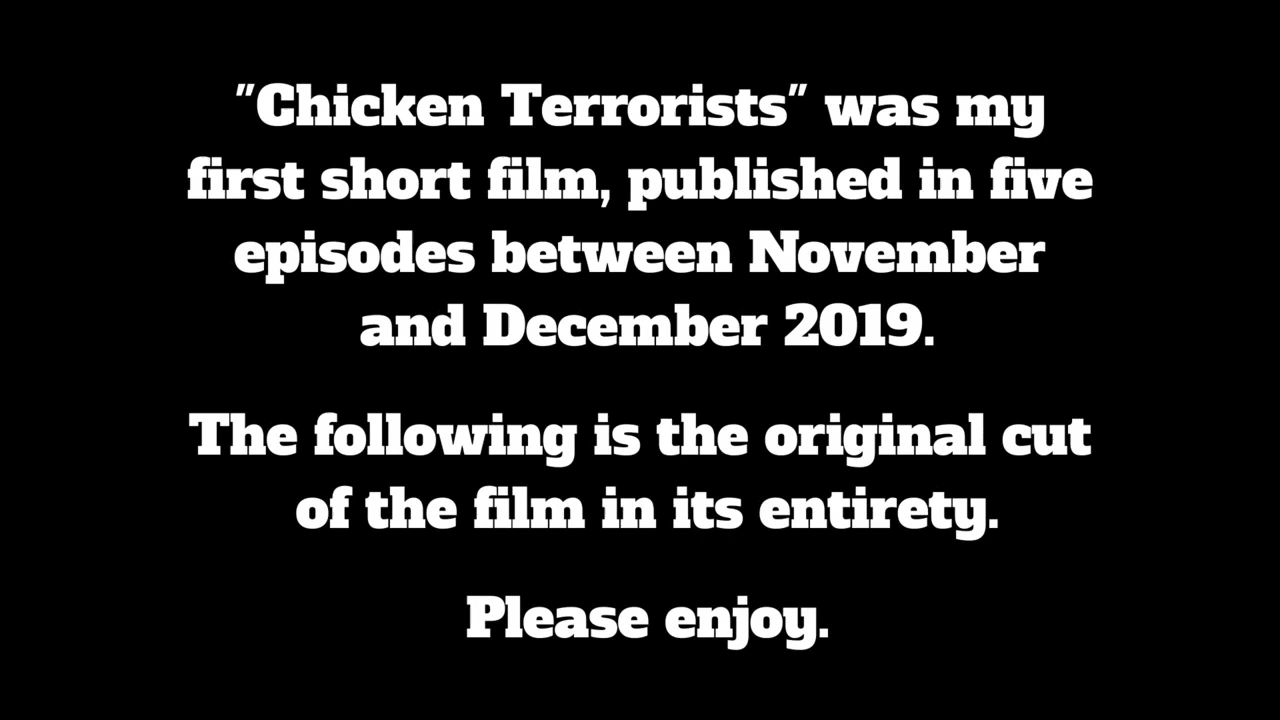 "Chicken Terrorists" was my
first short film, published in five
episodes between November
and December 2019.
The following is the original cut
of the film in its entirety.
Please enjoy.